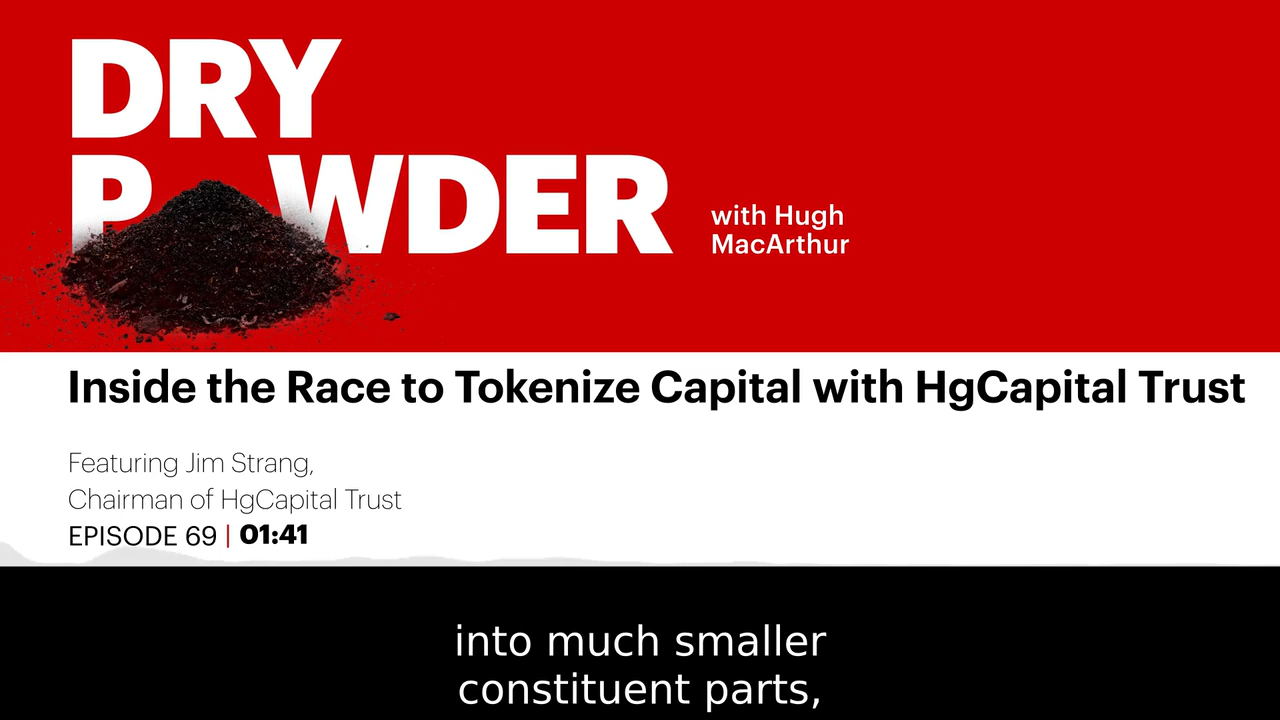 DRY
POWDER
with Hugh
MacArthur
Inside the Race to Tokenize Capital with HgCapital Trust
Featuring Jim Strang,
Chairman of HgCapital Trust
EPISODE 69 | 01:41
into much smaller
constituent parts,